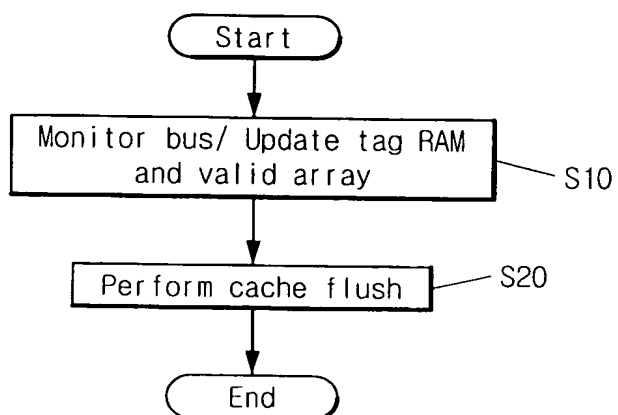 Start
Monitor bus/ Update tag RAM
and valid array
S10
Perform cache flush
S20
End